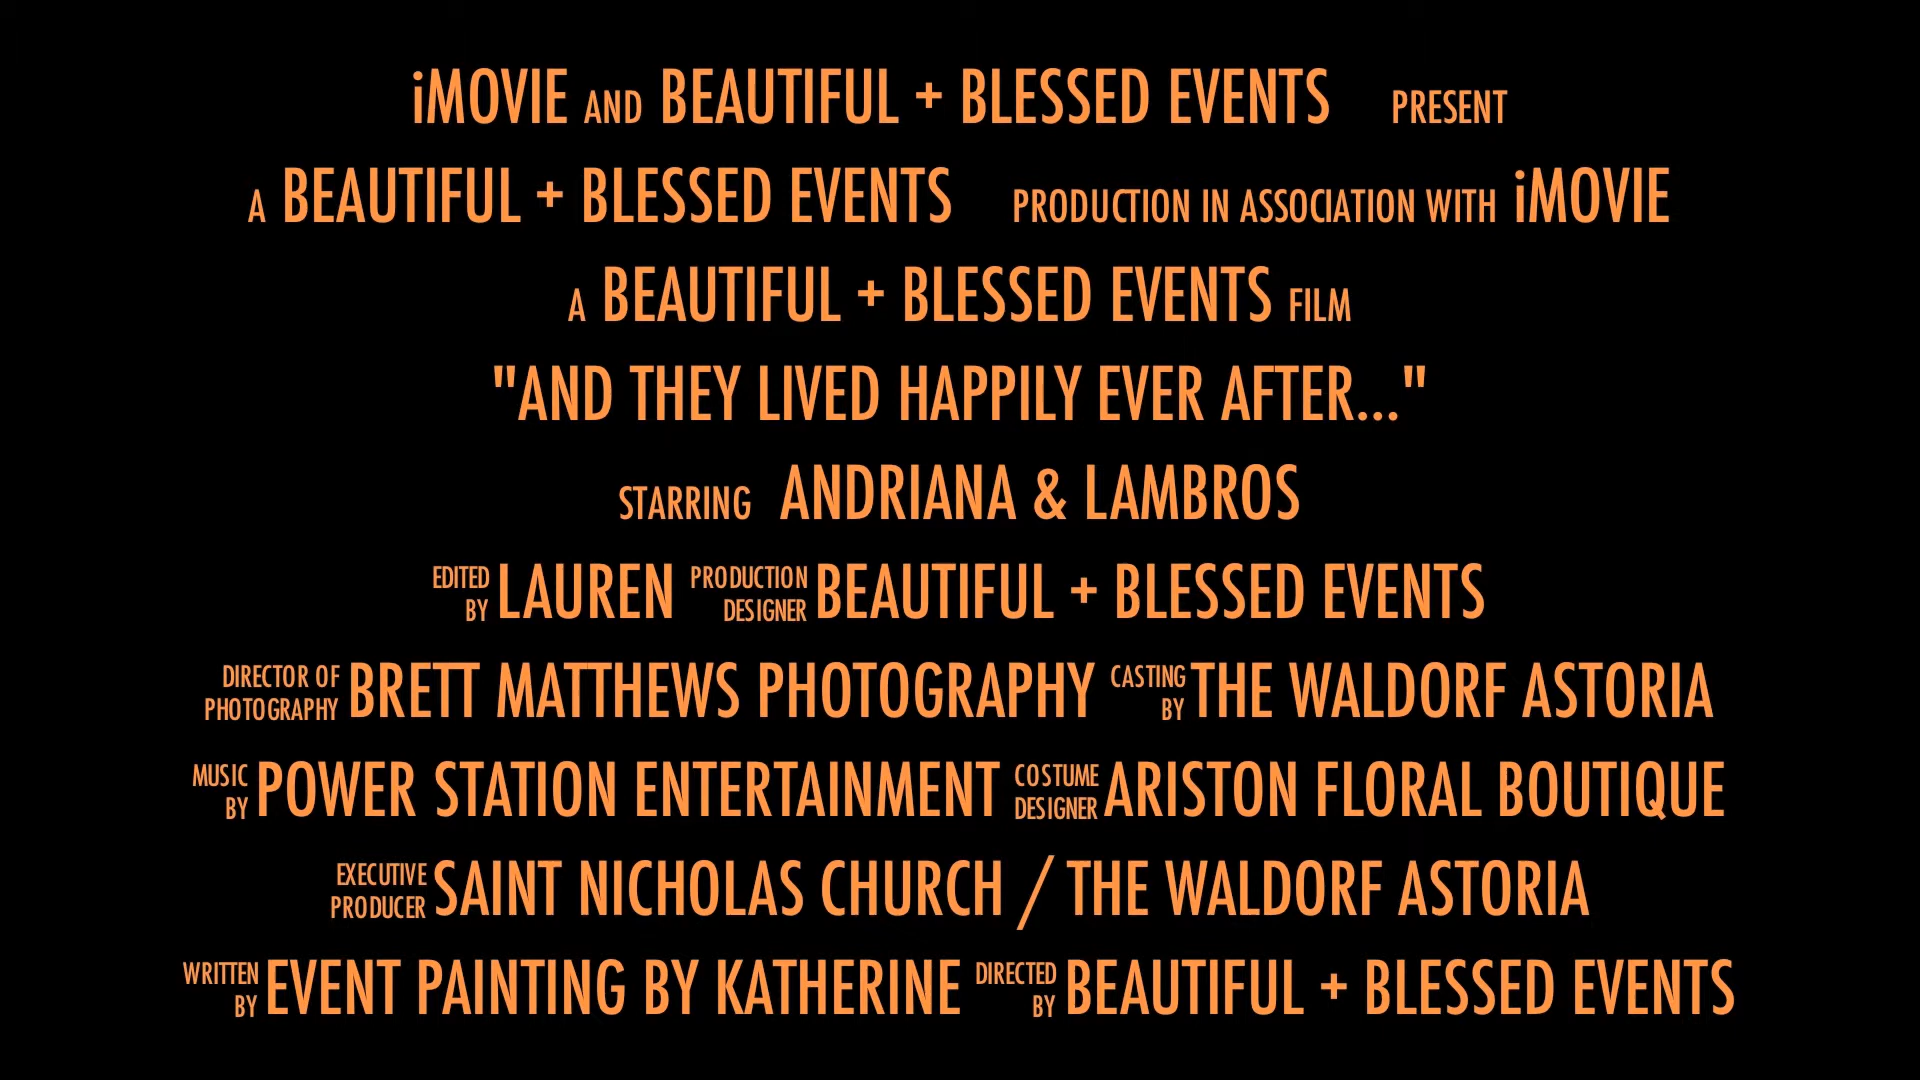 iMOVIE AND BEAUTIFUL + BLESSED EVENTS PRESENT
A BEAUTIFUL + BLESSED EVENTS PRODUCTION IN ASSOCIATION WITH iMOVIE
A BEAUTIFUL + BLESSED EVENTS FILM
"AND THEY LIVED HAPPILY EVER AFTER..."
STARRING ANDRIANA & LAMBROS
EDITED BY LAUREN PRODUCTION DESIGNER BEAUTIFUL + BLESSED EVENTS
DIRECTOR OF PHOTOGRAPHY BRETT MATTHEWS PHOTOGRAPHY CASTING BY THE WALDORF ASTORIA
MUSIC BY POWER STATION ENTERTAINMENT COSTUME DESIGNER ARISTON FLORAL BOUTIQUE
EXECUTIVE PRODUCER SAINT NICHOLAS CHURCH / THE WALDORF ASTORIA
WRITTEN BY EVENT PAINTING BY KATHERINE DIRECTED BY BEAUTIFUL + BLESSED EVENTS